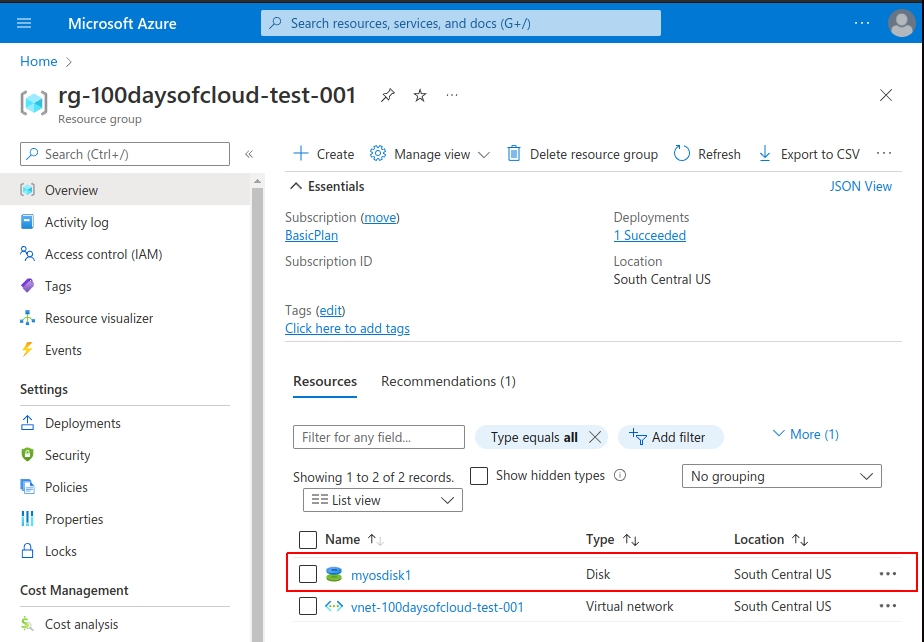 Microsoft Azure
Search resources, services, and docs (G+/)
Home
rg-100daysofcloud-test-001
Resource group
Search (Ctrl+/)
Overview
Activity log
Access control (IAM)
Tags
Resource visualizer
Events
Settings
Deployments
Security
Policies
Properties
Locks
Cost Management
Cost analysis
Create Manage view Delete resource group Refresh Export to CSV
Essentials JSON View
Subscription (move) Deployments
BasicPlan 1 Succeeded
Subscription ID Location
South Central US
Tags (edit)
Click here to add tags
Resources Recommendations (1)
Filter for any field... Type equals all Add filter More (1)
Showing 1 to 2 of 2 records. Show hidden types No grouping
List view
Name Type Location
myosdisk1 Disk South Central US
vnet-100daysofcloud-test-001 Virtual network South Central US